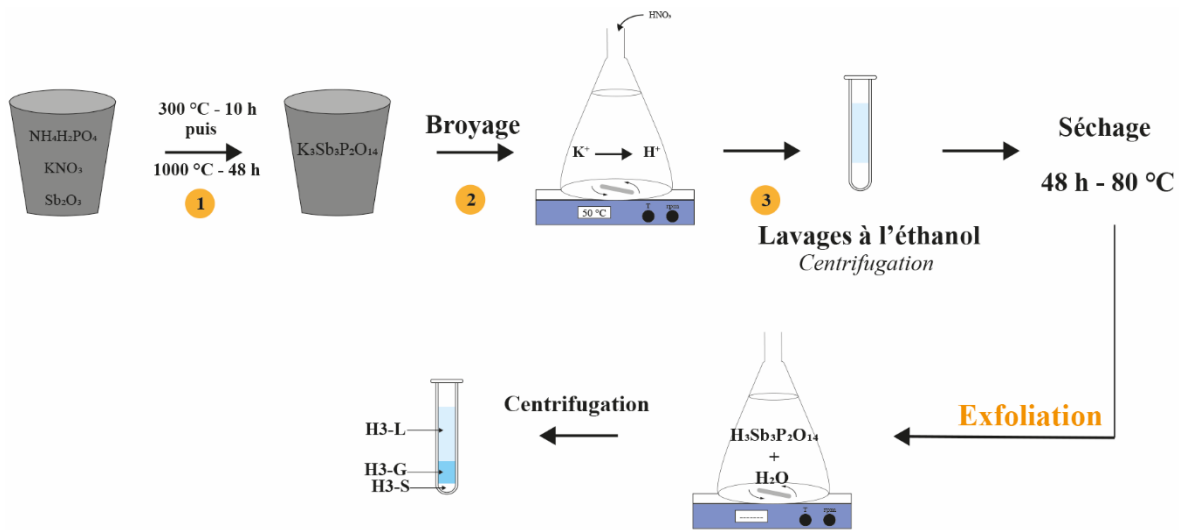 NH₄H₂PO₄
KNO₃
Sb₂O₃
300 °C - 10 h
puis
1000 °C - 48 h
1
K₃Sb₃P₂O₁₄
Broyage
2
HNO₃
K⁺
H⁺
50 °C
T
rpm
3
Lavages à l'éthanol
Centrifugation
Séchage
48 h - 80 °C
Exfoliation
H₃Sb₃P₂O₁₄
+
H₂O
-------
T
rpm
Centrifugation
H3-L
H3-G
H3-S